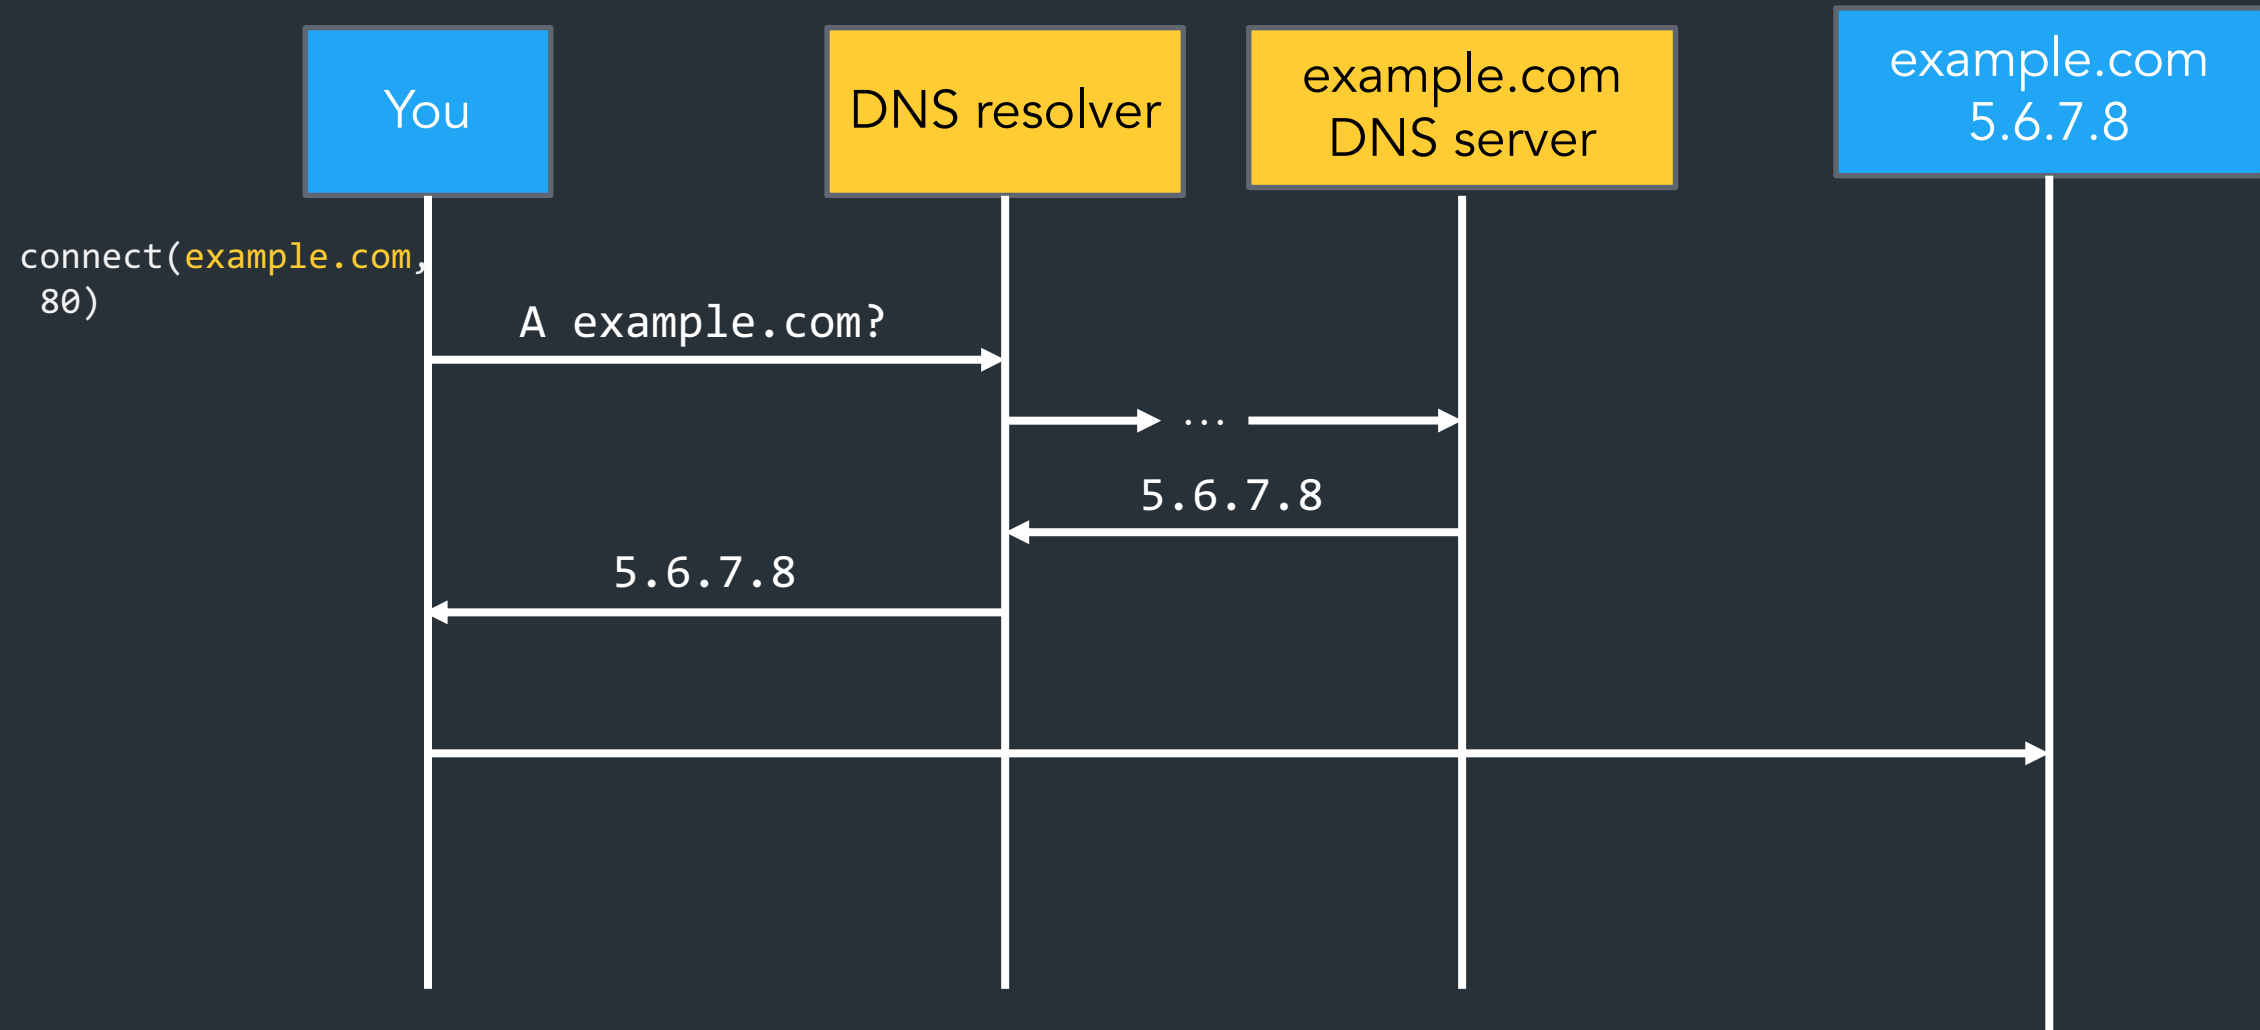 You
DNS resolver
example.com
DNS server
example.com
5.6.7.8
connect(example.com,
80)
A example.com?
...
5.6.7.8
5.6.7.8